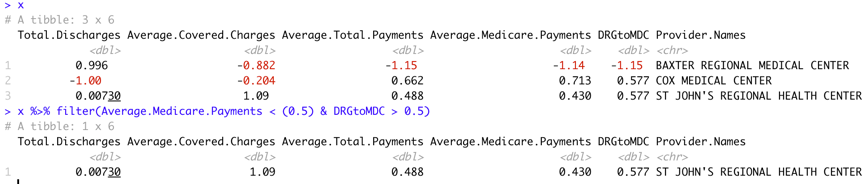 > x
# A tibble: 3 x 6
Total.Discharges Average.Covered.Charges Average.Total.Payments Average.Medicare.Payments DRGtoMDC Provider.Names
<dbl> <dbl> <dbl> <dbl> <dbl> <chr>
1 0.996 -0.882 -1.15 -1.14 -1.15 BAXTER REGIONAL MEDICAL CENTER
2 -1.00 -0.204 0.662 0.713 0.577 COX MEDICAL CENTER
3 0.00730 1.09 0.488 0.430 0.577 ST JOHN'S REGIONAL HEALTH CENTER
> x %>% filter(Average.Medicare.Payments < (0.5) & DRGtoMDC > 0.5)
# A tibble: 1 x 6
Total.Discharges Average.Covered.Charges Average.Total.Payments Average.Medicare.Payments DRGtoMDC Provider.Names
<dbl> <dbl> <dbl> <dbl> <dbl> <chr>
1 0.00730 1.09 0.488 0.430 0.577 ST JOHN'S REGIONAL HEALTH CENTER